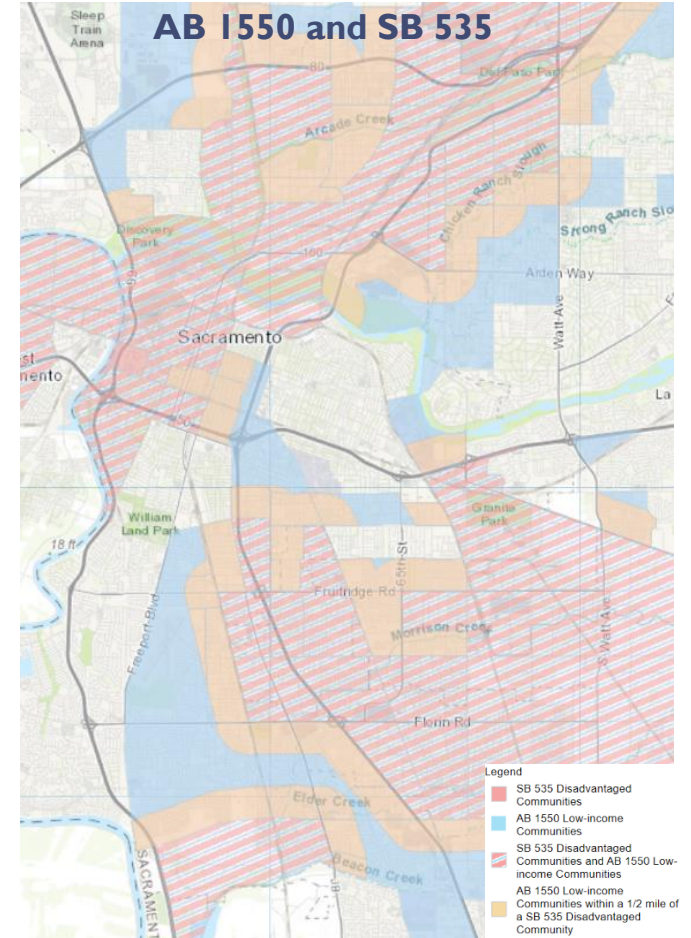 AB 1550 and SB 535
Sleep
Train
Arena
80
Del Paso Park
Arcade Creek
Chicken Ranch Slough
Strong Ranch Slo
Discovery
Park
160
99
Arden Way
Watt Ave
Sacramento
st
mento
La
50
Granite
Park
William
Land Park
18 ft
65th St
Fruitridge Rd
Freeport Blvd
Morrison Creek
S Watt Ave
Florin Rd
Elder Creek
Beacon Creek
SACRAMENT
Legend
SB 535 Disadvantaged
Communities
AB 1550 Low-income
Communities
SB 535 Disadvantaged
Communities and AB 1550 Low-
income Communities
AB 1550 Low-income
Communities within a 1/2 mile of
a SB 535 Disadvantaged
Community